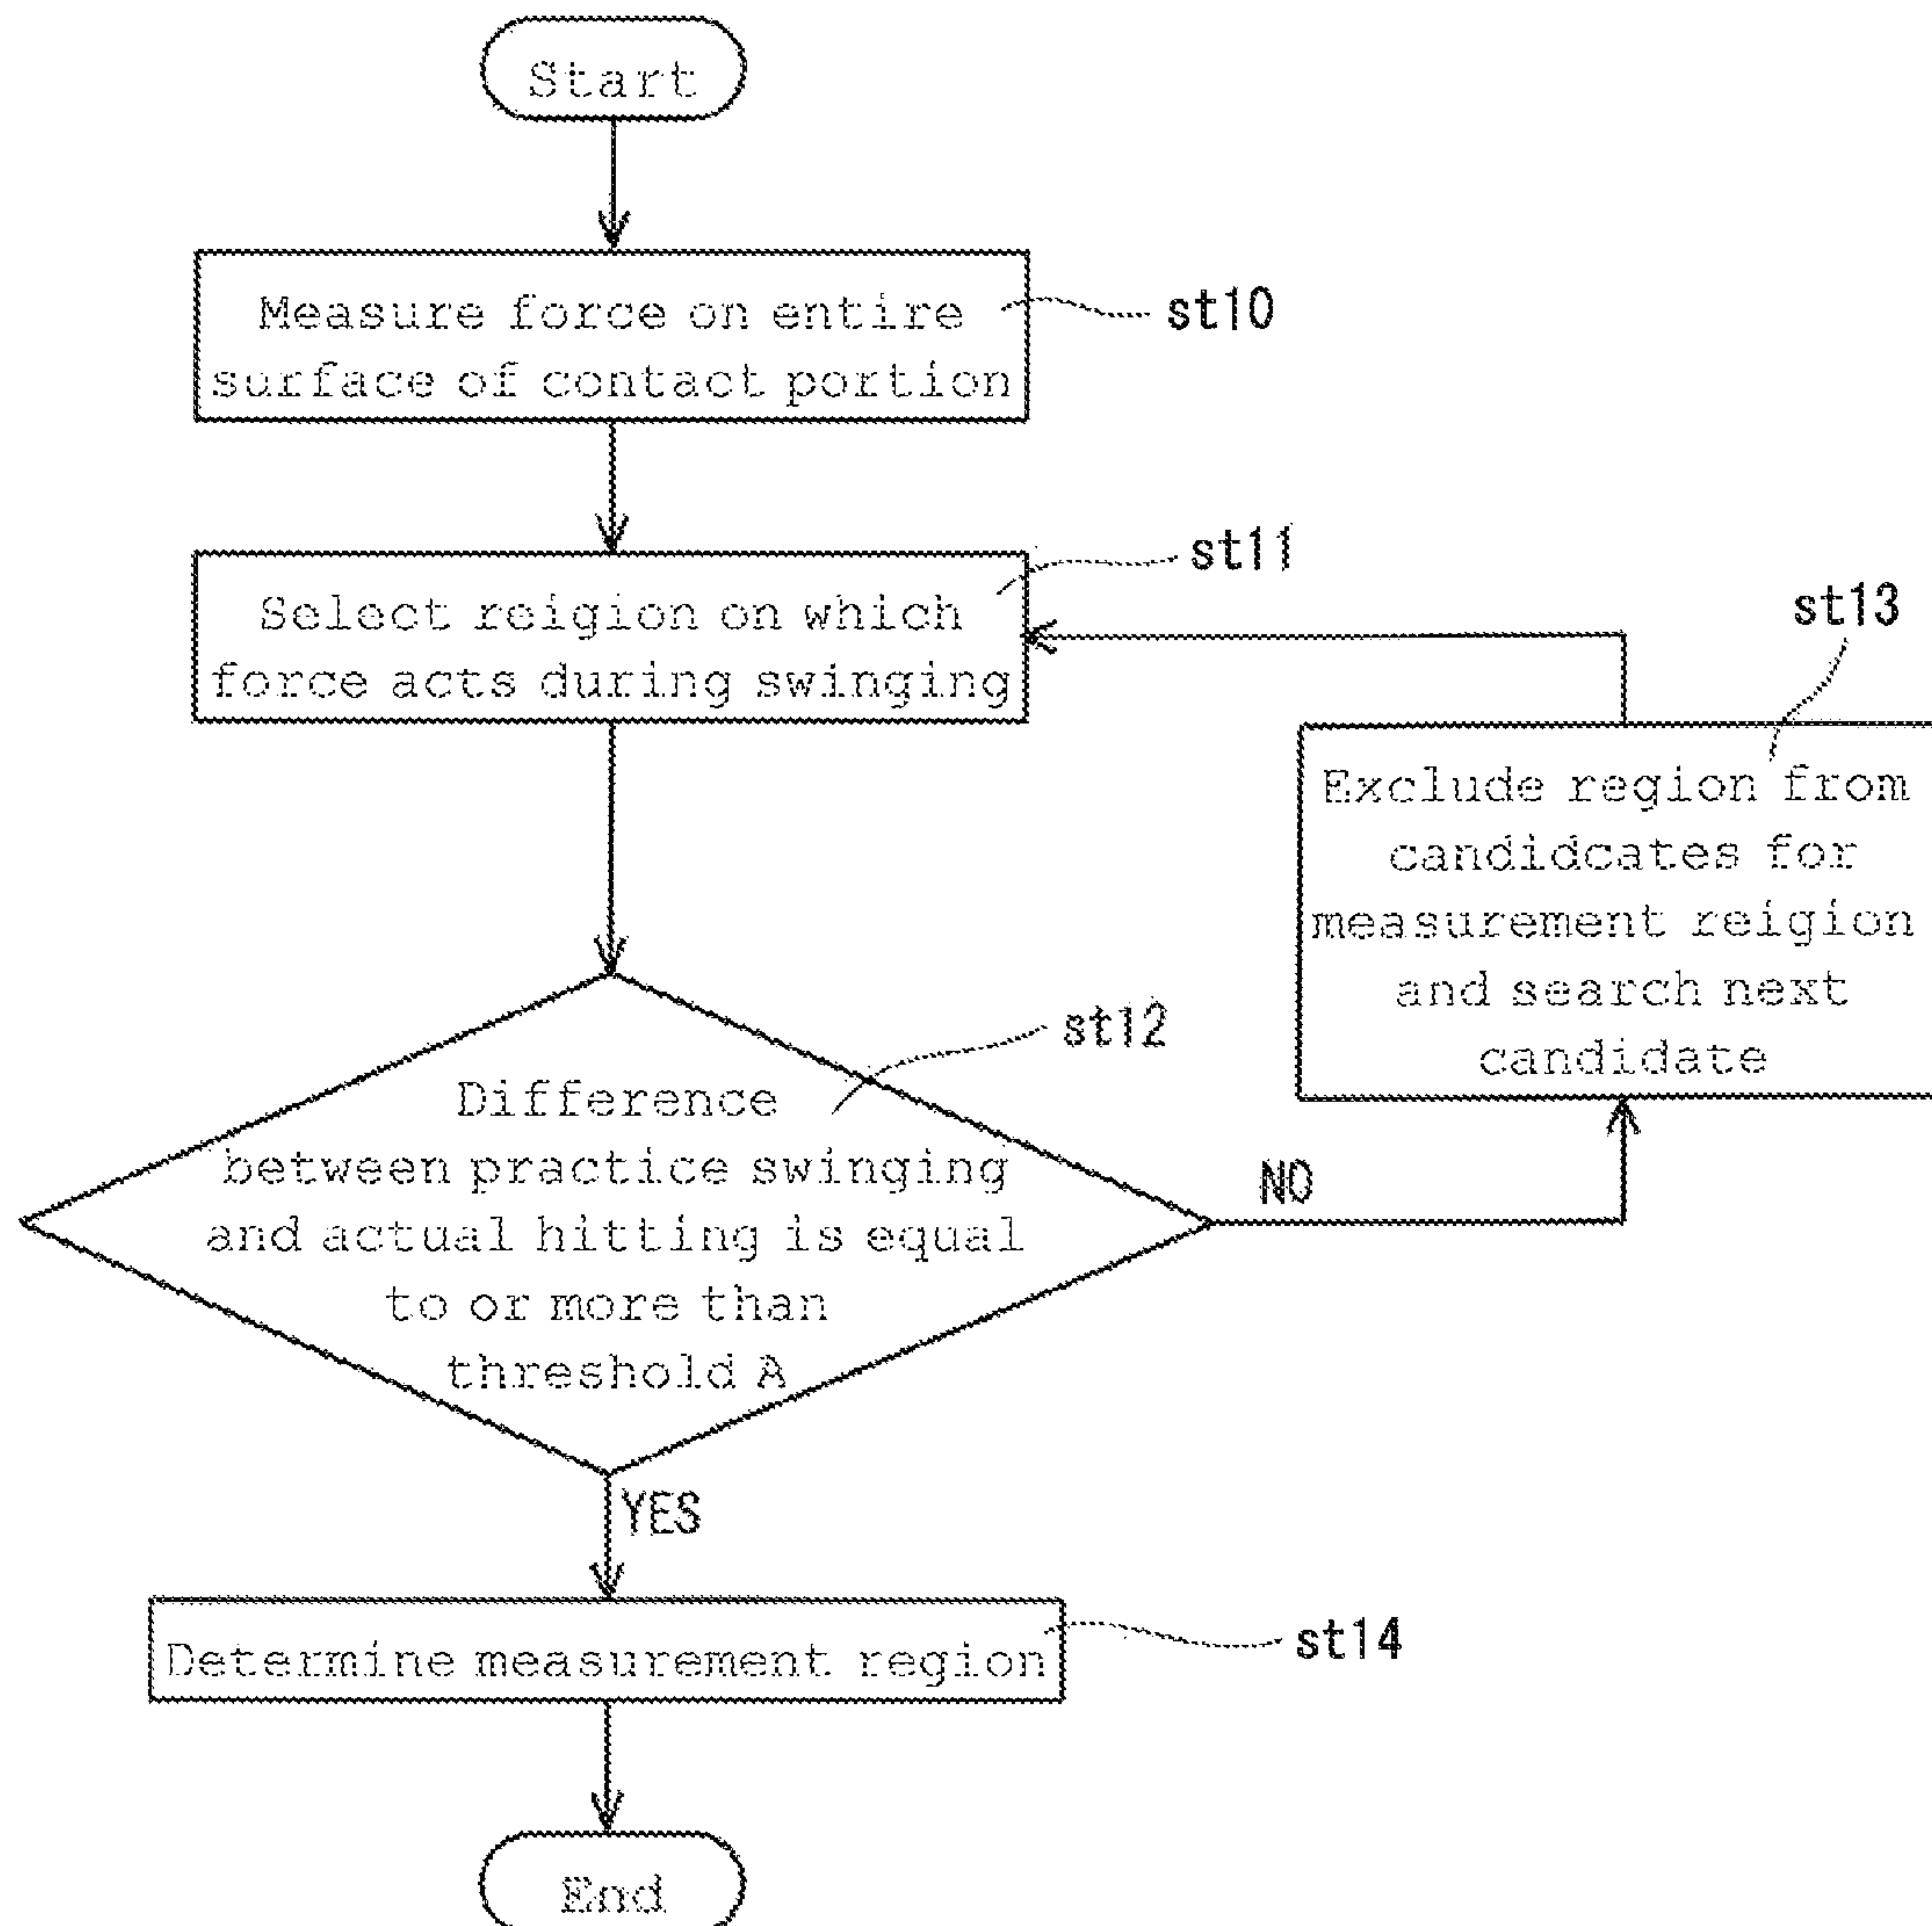 Start
Measure force on entire
surface of contact portion
st10
Select reigion on which
force acts during swinging
st11
st13
Exclude region from
candidcates for
measurement reigion
and search next
candidate
st12
Difference
between practice swinging
and actual hitting is equal
to or more than
threshold A
NO
YES
Determine measurement region
st14
End